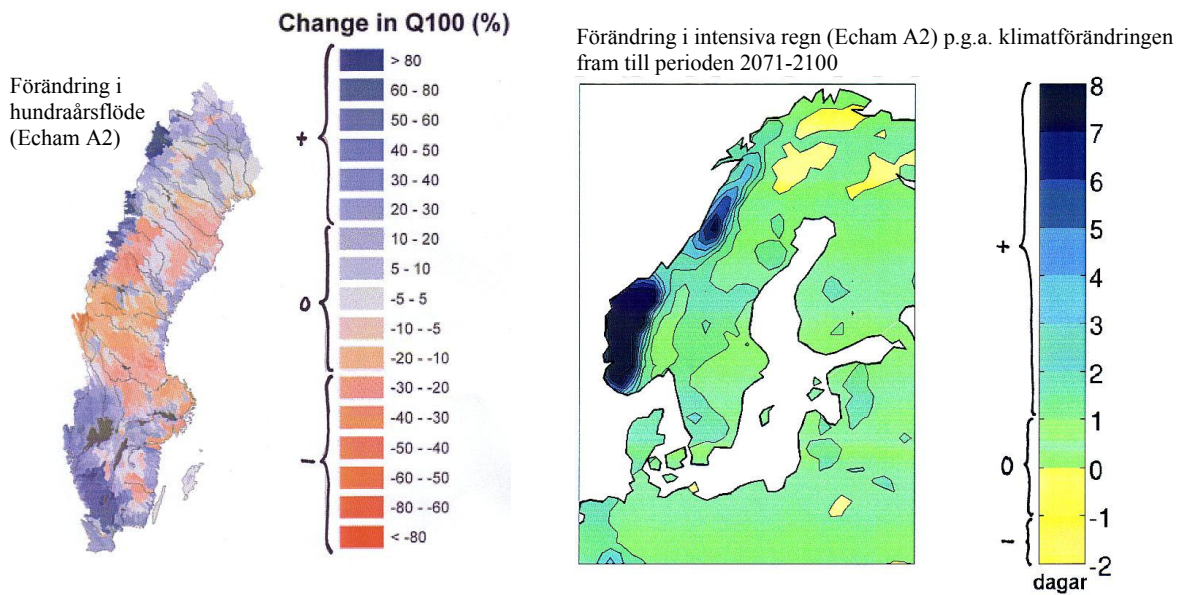 Change in Q100 (%)
Förändring i
hundraårsflöde
(Echam A2)
> 80
60 - 80
50 - 60
40 - 50
30 - 40
20 - 30
10 - 20
5 - 10
-5 - 5
-10 - -5
-20 - -10
-30 - -20
-40 - -30
-50 - -40
-60 - -50
-80 - -60
< -80
+
0
–
Förändring i intensiva regn (Echam A2) p.g.a. klimatförändringen
fram till perioden 2071-2100
8
7
6
5
4
3
2
1
0
-1
-2
dagar
+
0
–